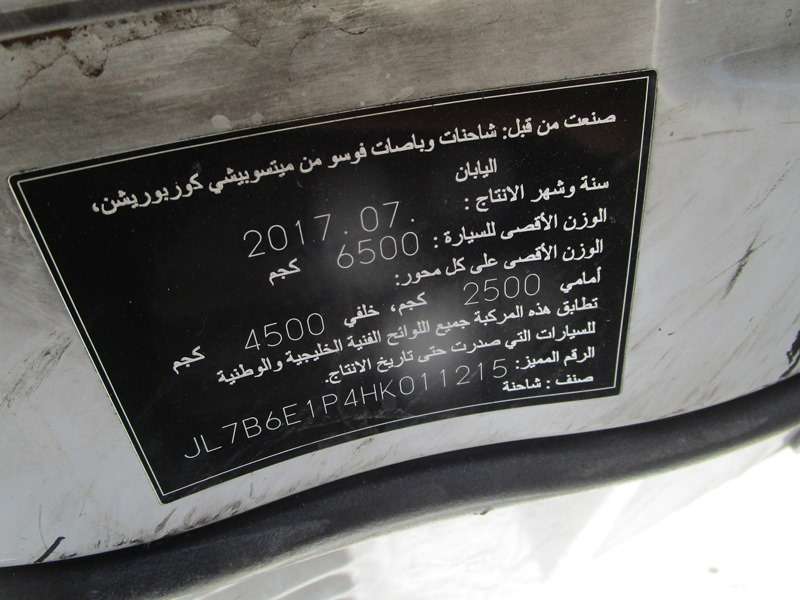 صنعت من قبل: شاحنات وباصات فوسو من ميتسوبيشي كوربوريشن،
اليابان
سنة وشهر الانتاج : 2017.07.
الوزن الأقصى للسيارة : 6500 كجم
الوزن الأقصى على كل محور:
أمامي 2500 كجم، خلفي 4500 كجم
تطابق هذه المركبة جميع اللوائح الفنية الخليجية والوطنية
للسيارات التي صدرت حتى تاريخ الانتاج.
الرقم المميز: JL7B6E1P4HK011215
صنف : شاحنة